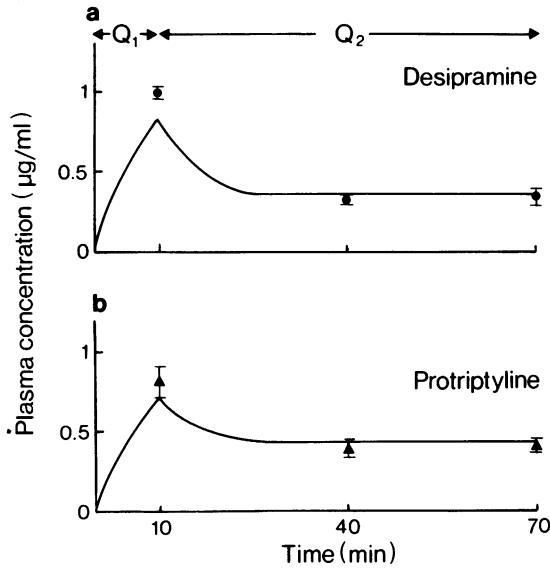 a
Q1
Q2
Desipramine
1
0.5
0
b
Protriptyline
1
0.5
0
10
40
70
Time (min)
Plasma concentration (µg/ml)